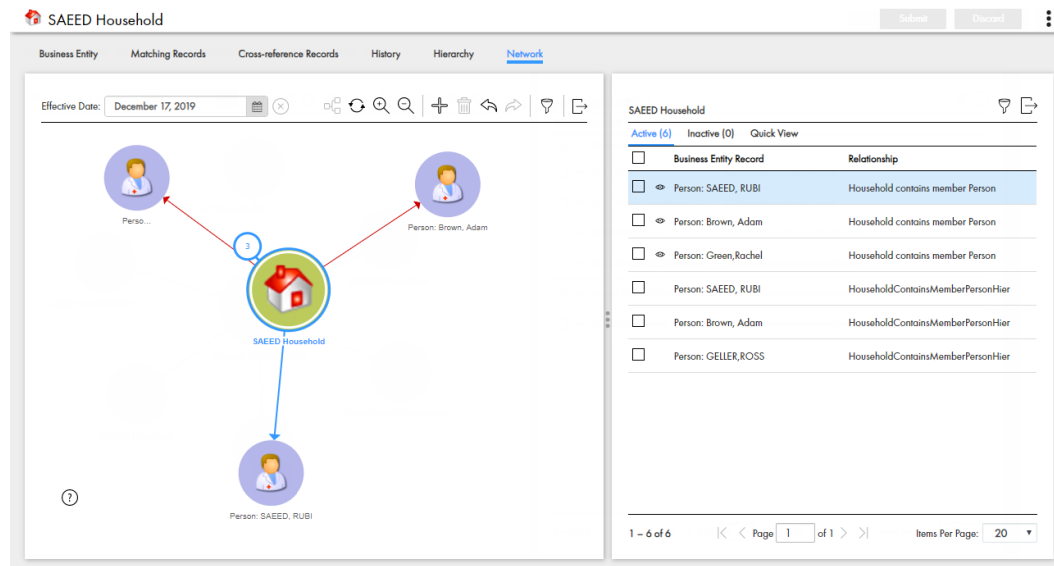 SAEED Household
Submit
Discard
Business Entity
Matching Records
Cross-reference Records
History
Hierarchy
Network
Effective Date:
December 17, 2019
Perso...
Person: Brown, Adam
3
SAEED Household
Person: SAEED, RUBI
?
SAEED Household
Active (6)
Inactive (0)
Quick View
Business Entity Record
Relationship
Person: SAEED, RUBI
Household contains member Person
Person: Brown, Adam
Household contains member Person
Person: Green,Rachel
Household contains member Person
Person: SAEED, RUBI
HouseholdContainsMemberPersonHier
Person: Brown, Adam
HouseholdContainsMemberPersonHier
Person: GELLER,ROSS
HouseholdContainsMemberPersonHier
1 – 6 of 6
Page 1 of 1
Items Per Page: 20